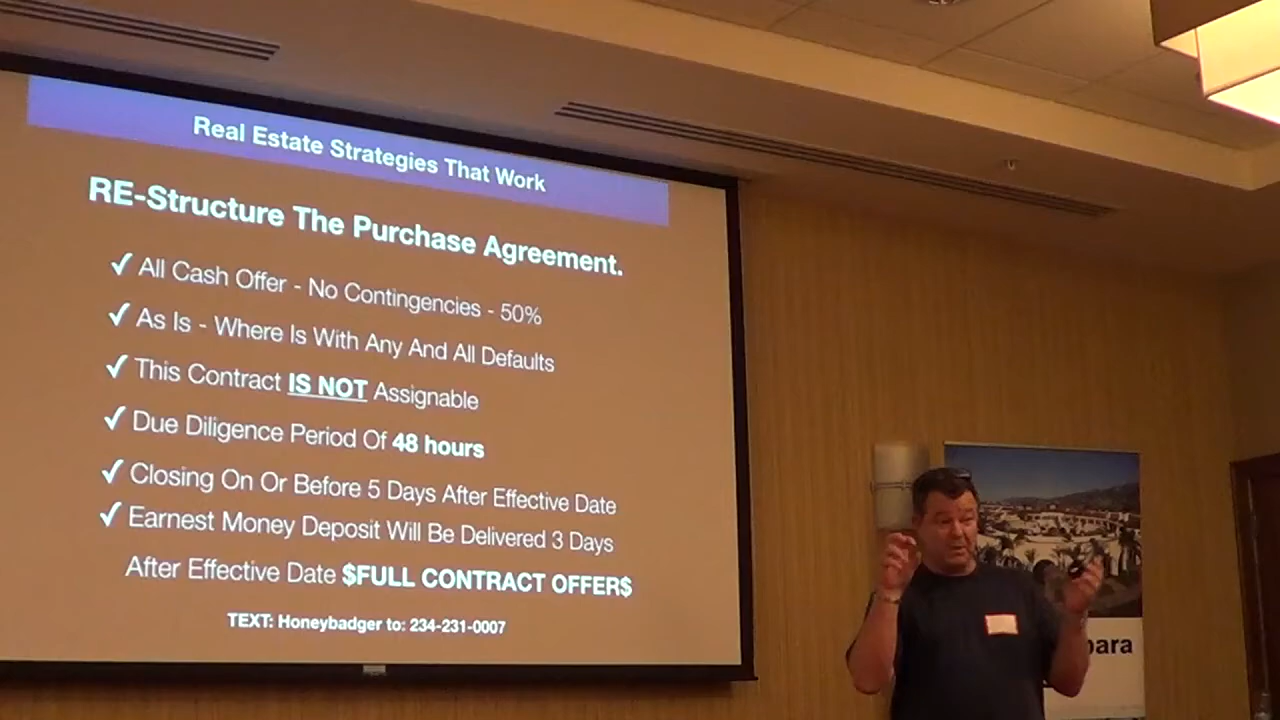 Real Estate Strategies That Work
RE-Structure The Purchase Agreement.
✓ All Cash Offer - No Contingencies - 50%
✓ As Is - Where Is With Any And All Defaults
✓ This Contract IS NOT Assignable
✓ Due Diligence Period Of 48 hours
✓ Closing On Or Before 5 Days After Effective Date
✓ Earnest Money Deposit Will Be Delivered 3 Days
After Effective Date $FULL CONTRACT OFFER$
TEXT: Honeybadger to: 234-231-0007
bara